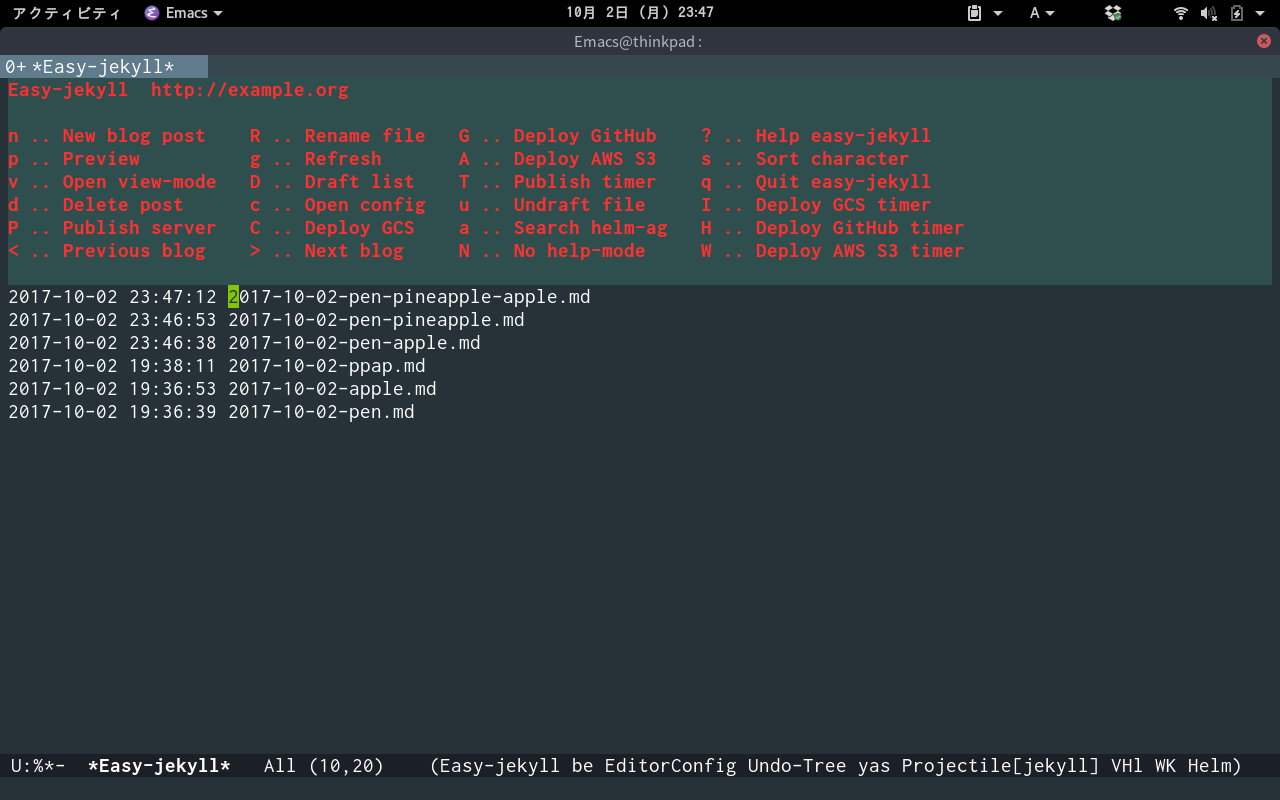 アクティビティ Emacs 10月 2日 (月) 23:47 A
Emacs@thinkpad:
0+ *Easy-jekyll*
Easy-jekyll  http://example.org
n .. New blog post    R .. Rename file   G .. Deploy GitHub    ? .. Help easy-jekyll
p .. Preview          g .. Refresh       A .. Deploy AWS S3    s .. Sort character
v .. Open view-mode   D .. Draft list    T .. Publish timer    q .. Quit easy-jekyll
d .. Delete post      c .. Open config   u .. Undraft file     I .. Deploy GCS timer
P .. Publish server   C .. Deploy GCS    a .. Search helm-ag   H .. Deploy GitHub timer
< .. Previous blog    > .. Next blog     N .. No help-mode     W .. Deploy AWS S3 timer
2017-10-02 23:47:12 2017-10-02-pen-pineapple-apple.md
2017-10-02 23:46:53 2017-10-02-pen-pineapple.md
2017-10-02 23:46:38 2017-10-02-pen-apple.md
2017-10-02 19:38:11 2017-10-02-ppap.md
2017-10-02 19:36:53 2017-10-02-apple.md
2017-10-02 19:36:39 2017-10-02-pen.md
U:%*-  *Easy-jekyll*   All (10,20)    (Easy-jekyll be EditorConfig Undo-Tree yas Projectile[jekyll] VHl WK Helm)